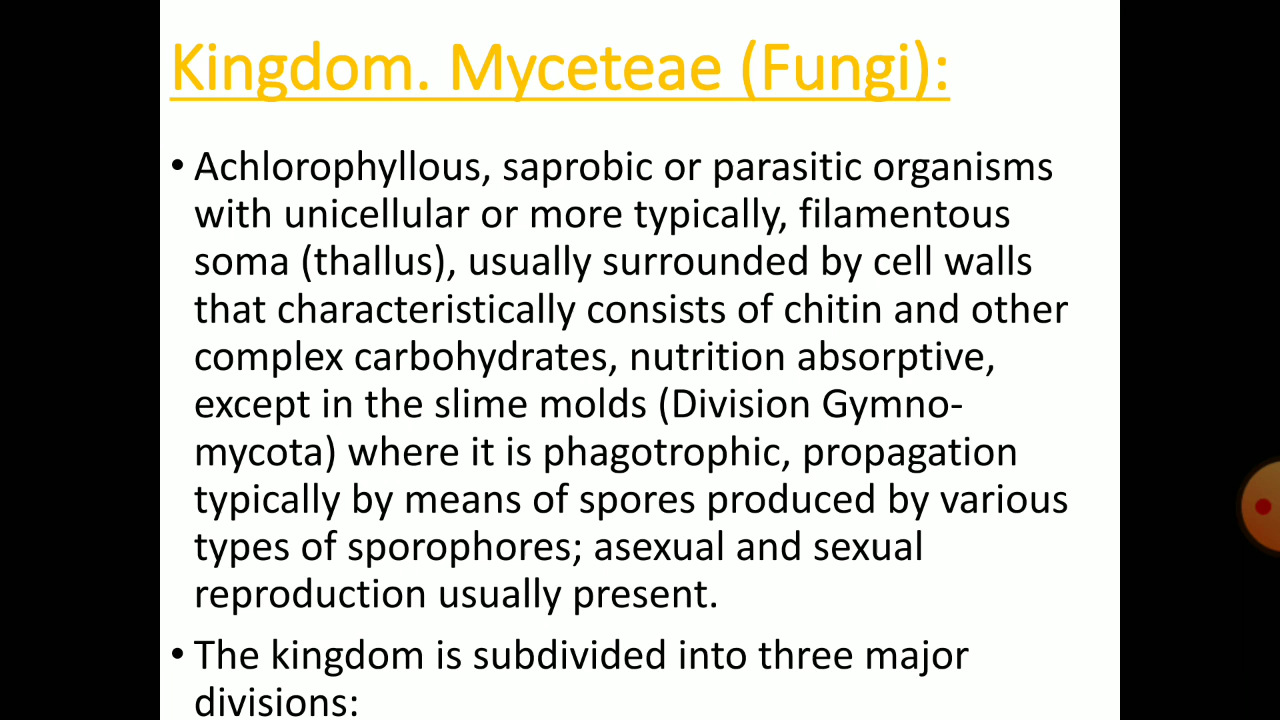 Kingdom. Myceteae (Fungi):
• Achlorophyllous, saprobic or parasitic organisms
with unicellular or more typically, filamentous
soma (thallus), usually surrounded by cell walls
that characteristically consists of chitin and other
complex carbohydrates, nutrition absorptive,
except in the slime molds (Division Gymno-
mycota) where it is phagotrophic, propagation
typically by means of spores produced by various
types of sporophores; asexual and sexual
reproduction usually present.
• The kingdom is subdivided into three major
divisions: